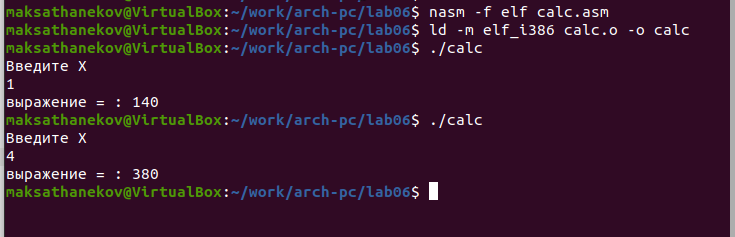 maksathanekov@VirtualBox:~/work/arch-pc/lab06$ nasm -f elf calc.asm
maksathanekov@VirtualBox:~/work/arch-pc/lab06$ ld -m elf_i386 calc.o -o calc
maksathanekov@VirtualBox:~/work/arch-pc/lab06$ ./calc
Введите X
1
выражение = : 140
maksathanekov@VirtualBox:~/work/arch-pc/lab06$ ./calc
Введите X
4
выражение = : 380
maksathanekov@VirtualBox:~/work/arch-pc/lab06$